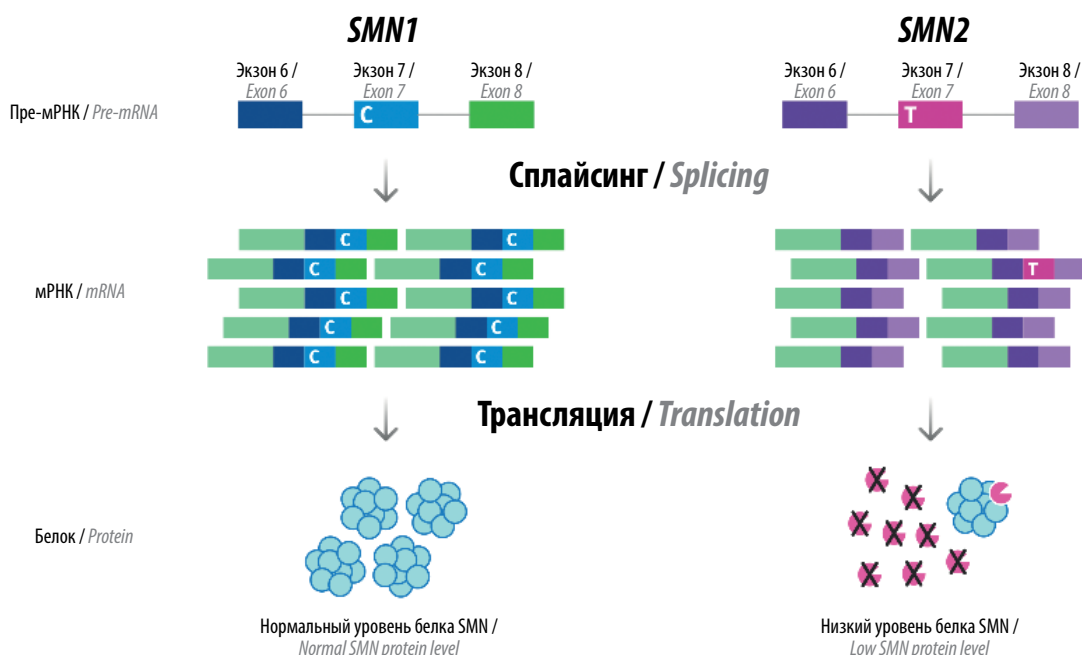 SMN1
SMN2
Экзон 6 /
Exon 6
Экзон 7 /
Exon 7
Экзон 8 /
Exon 8
Экзон 6 /
Exon 6
Экзон 7 /
Exon 7
Экзон 8 /
Exon 8
Пре-мРНК / Pre-mRNA
C
T
Сплайсинг / Splicing
C C
C C
T
мРНК / mRNA
C C
C C
C C
Трансляция / Translation
Белок / Protein
Нормальный уровень белка SMN /
Normal SMN protein level
Низкий уровень белка SMN /
Low SMN protein level